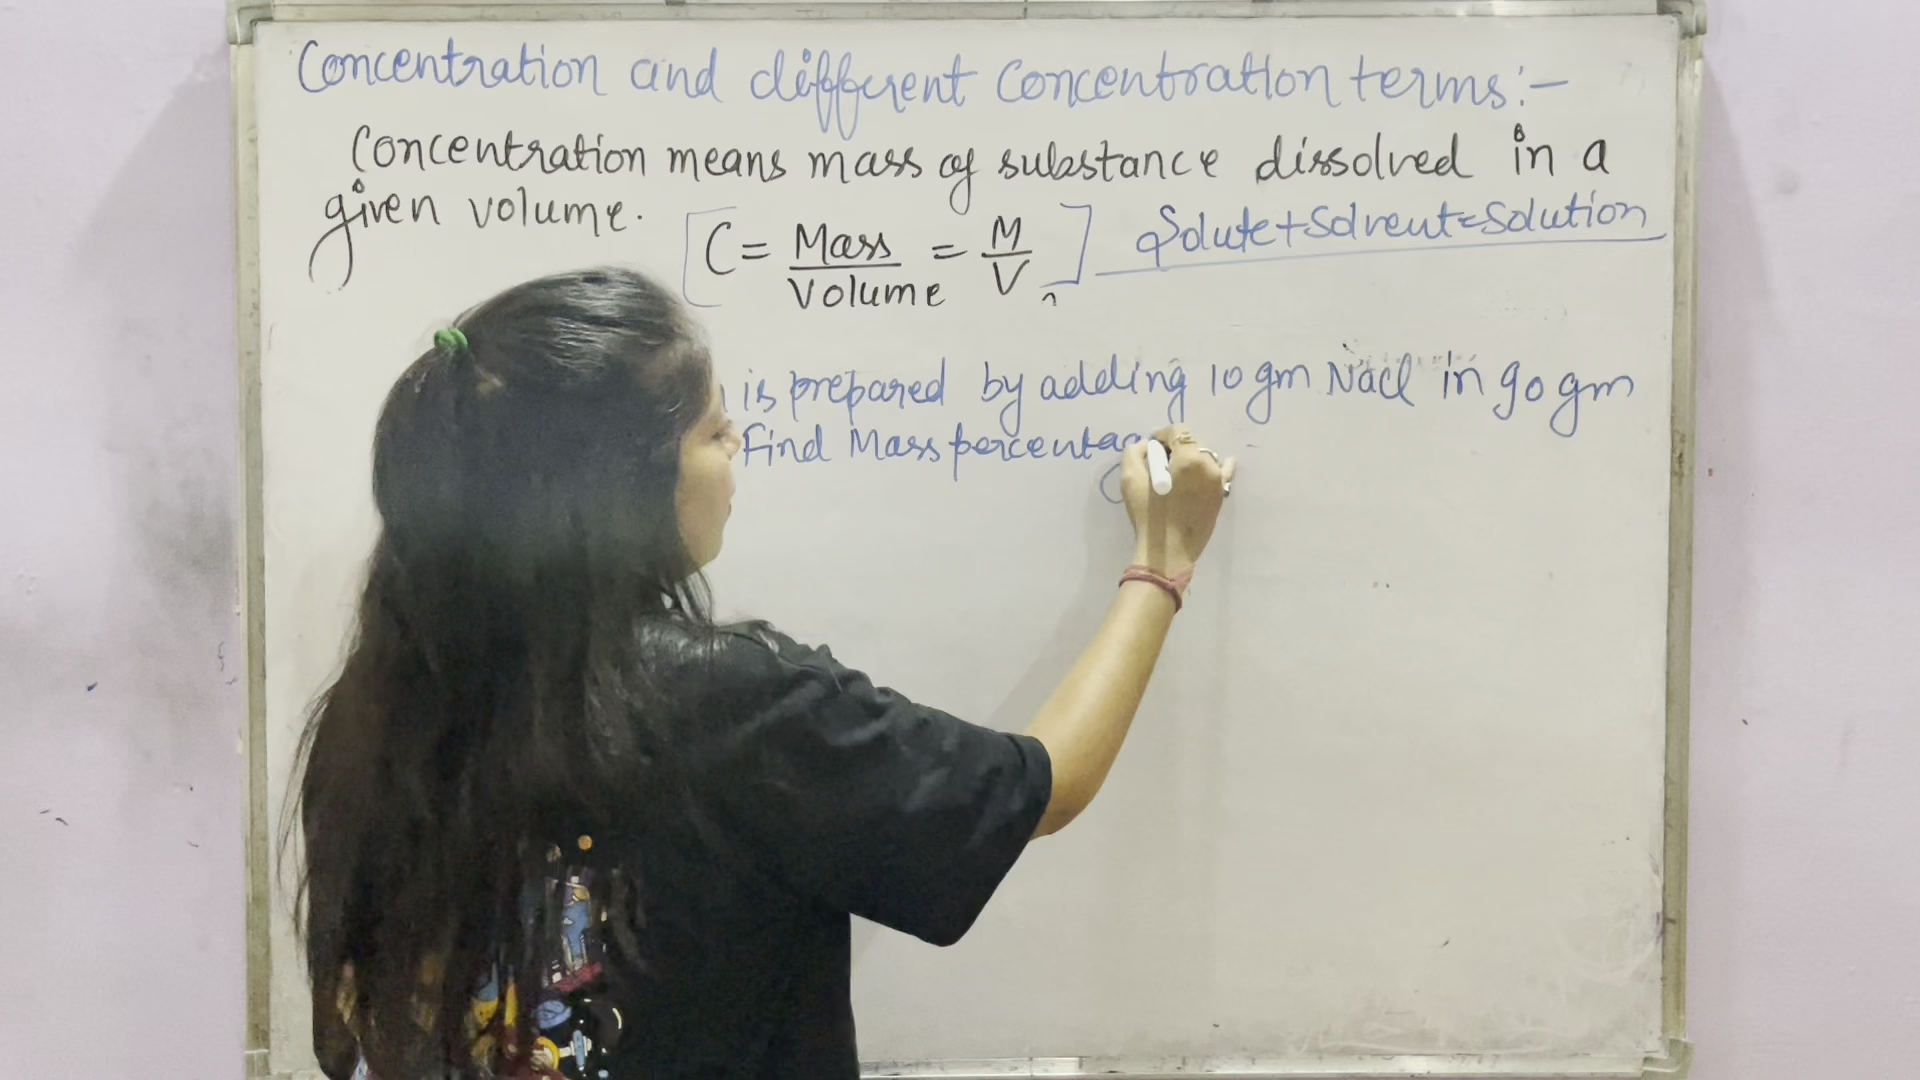 Concentration and different Concentration terms:-
Concentration means mass of substance dissolved in a
given volume.
[C = Mass/Volume = M/V] Solute+Solvent=Solution
is prepared by adding 10 gm NaCl in 90 gm
Find Mass percentag